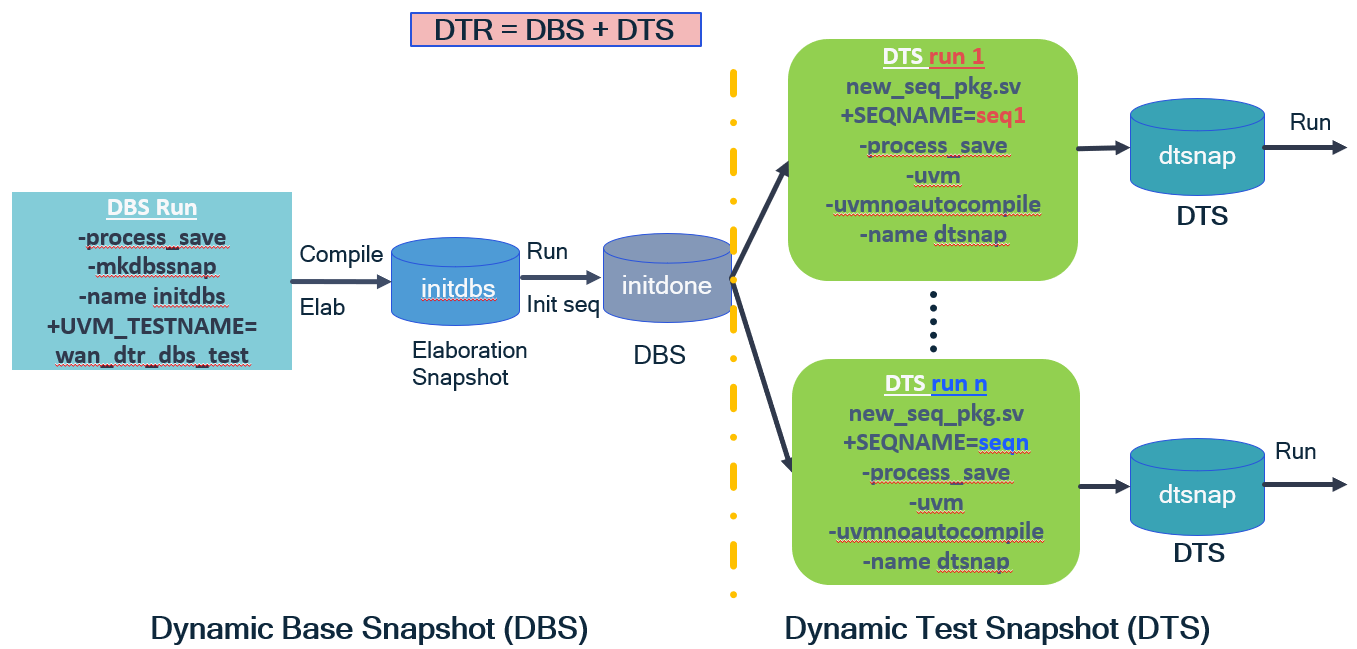 DTR = DBS + DTS
DBS Run
-process_save
-mkdbssnap
-name initdbs
+UVM_TESTNAME=
wan_dtr_dbs_test
Compile
Elab
initdbs
Elaboration
Snapshot
Run
Init seq
initdone
DBS
DTS run 1
new_seq_pkg.sv
+SEQNAME=seq1
-process_save
-uvm
-uvmnoautocompile
-name dtsnap
dtsnap
DTS
Run
DTS run n
new_seq_pkg.sv
+SEQNAME=seqn
-process_save
-uvm
-uvmnoautocompile
-name dtsnap
dtsnap
DTS
Run
Dynamic Base Snapshot (DBS)
Dynamic Test Snapshot (DTS)